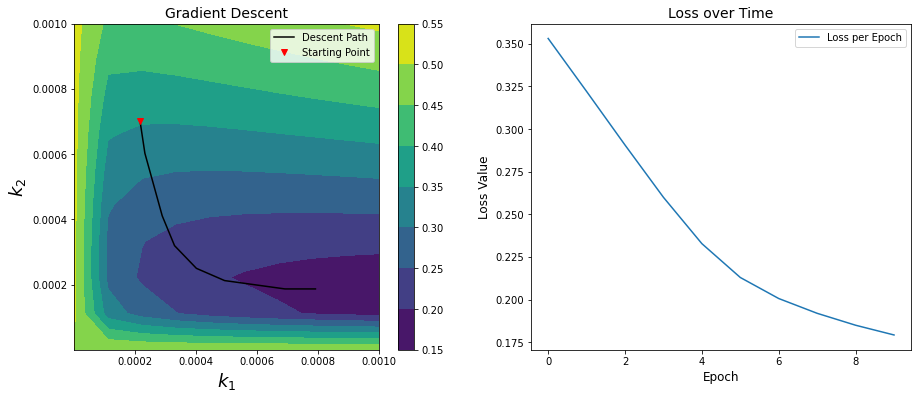 Gradient Descent
Descent Path
Starting Point
0.0010
0.0008
0.0006
0.0004
0.0002
k2
0.0002 0.0004 0.0006 0.0008 0.0010
k1
0.55
0.50
0.45
0.40
0.35
0.30
0.25
0.20
0.15
Loss over Time
Loss per Epoch
0.350
0.325
0.300
0.275
0.250
0.225
0.200
0.175
Loss Value
0 2 4 6 8
Epoch